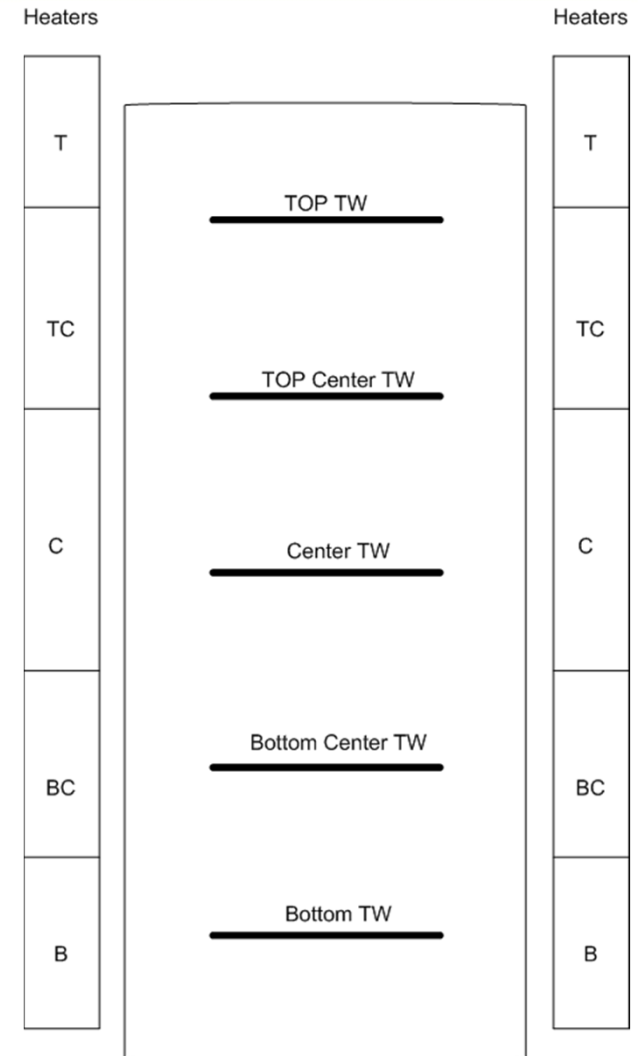 Heaters
Heaters
T
T
TOP TW
TC
TC
TOP Center TW
C
C
Center TW
Bottom Center TW
BC
BC
Bottom TW
B
B